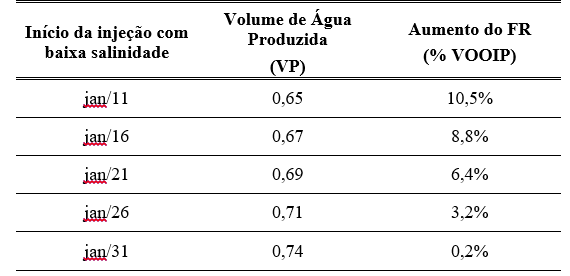 Início da injeção com baixa salinidade Volume de Água Produzida (VP) Aumento do FR (% VOOIP)
jan/11 0,65 10,5%
jan/16 0,67 8,8%
jan/21 0,69 6,4%
jan/26 0,71 3,2%
jan/31 0,74 0,2%